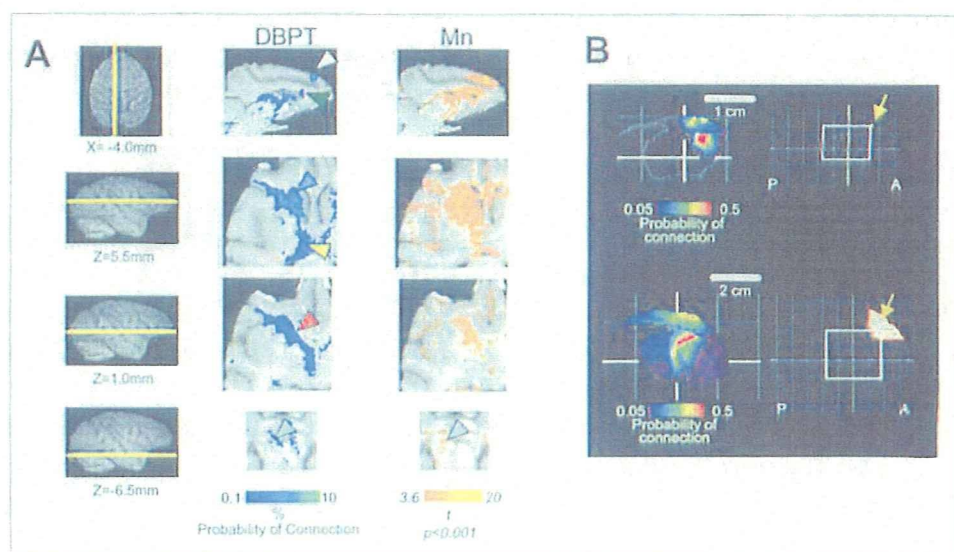 A
DBPT
Mn
X= -4.0mm
Z=5.5mm
Z=1.0mm
Z=-6.5mm
0.1
10
%
Probability of Connection
3.6
20
t
p<0.001
B
1 cm
P
A
0.05
0.5
Probability of
connection
2 cm
P
A
0.05
0.5
Probability of
connection